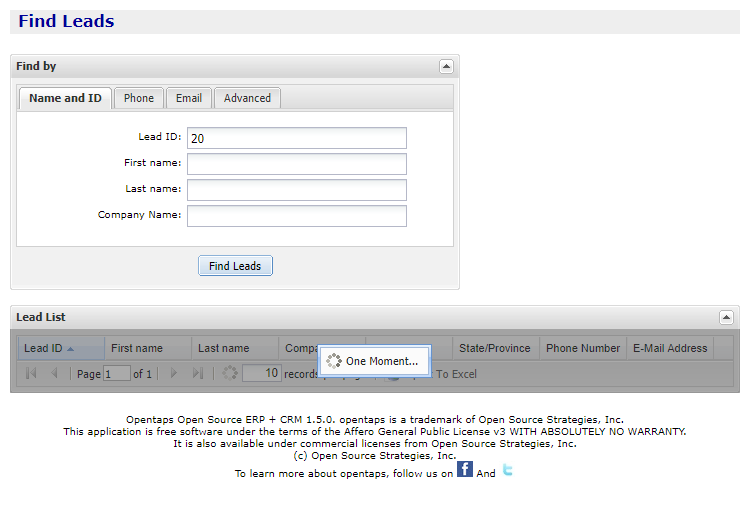 Find Leads
Find by
Name and ID Phone Email Advanced
Lead ID: 20
First name:
Last name:
Company Name:
Find Leads
Lead List
Lead ID First name Last name State/Province Phone Number E-Mail Address
One Moment...
Page 1 of 1 10 records To Excel
Opentaps Open Source ERP + CRM 1.5.0. opentaps is a trademark of Open Source Strategies, Inc.
This application is free software under the terms of the Affero General Public License v3 WITH ABSOLUTELY NO WARRANTY.
It is also available under commercial licenses from Open Source Strategies, Inc.
(c) Open Source Strategies, Inc.
To learn more about opentaps, follow us on f And t